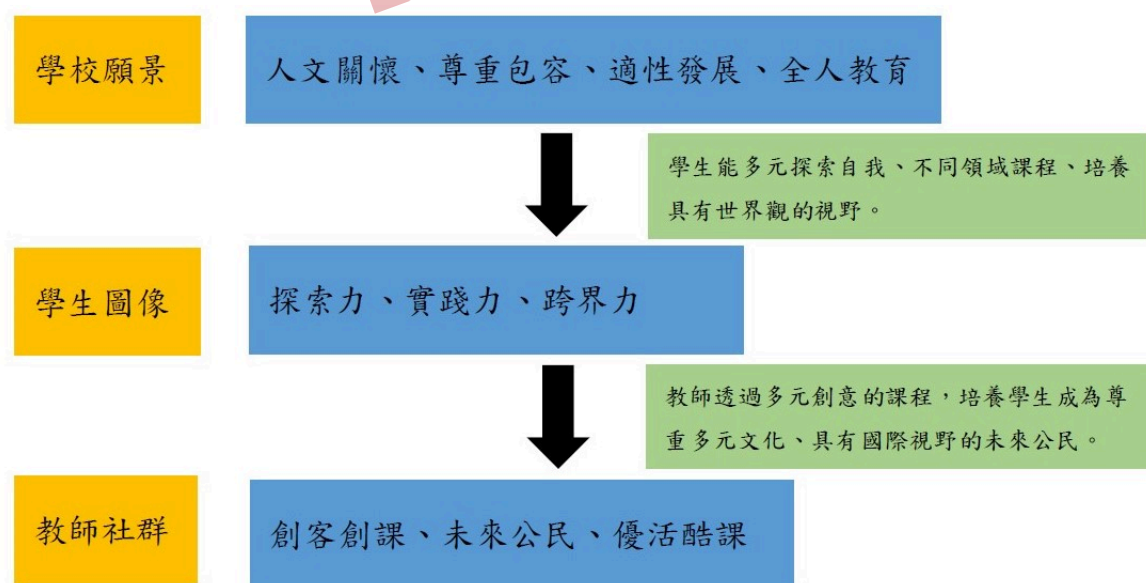 學校願景
人文關懷、尊重包容、適性發展、全人教育
學生能多元探索自我、不同領域課程、培養
具有世界觀的視野。
學生圖像
探索力、實踐力、跨界力
教師透過多元創意的課程，培養學生成為尊
重多元文化、具有國際視野的未來公民。
教師社群
創客創課、未來公民、優活酷課